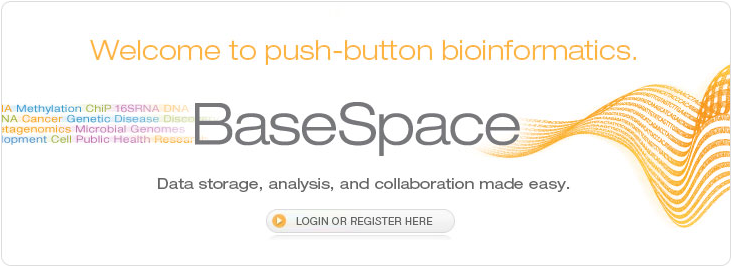 Welcome to push-button bioinformatics.
Methylation ChiP 16SRNA DNA
Cancer Genetic Disease
Microbial Genomes
Cell Public Health
BaseSpace
Data storage, analysis, and collaboration made easy.
LOGIN OR REGISTER HERE